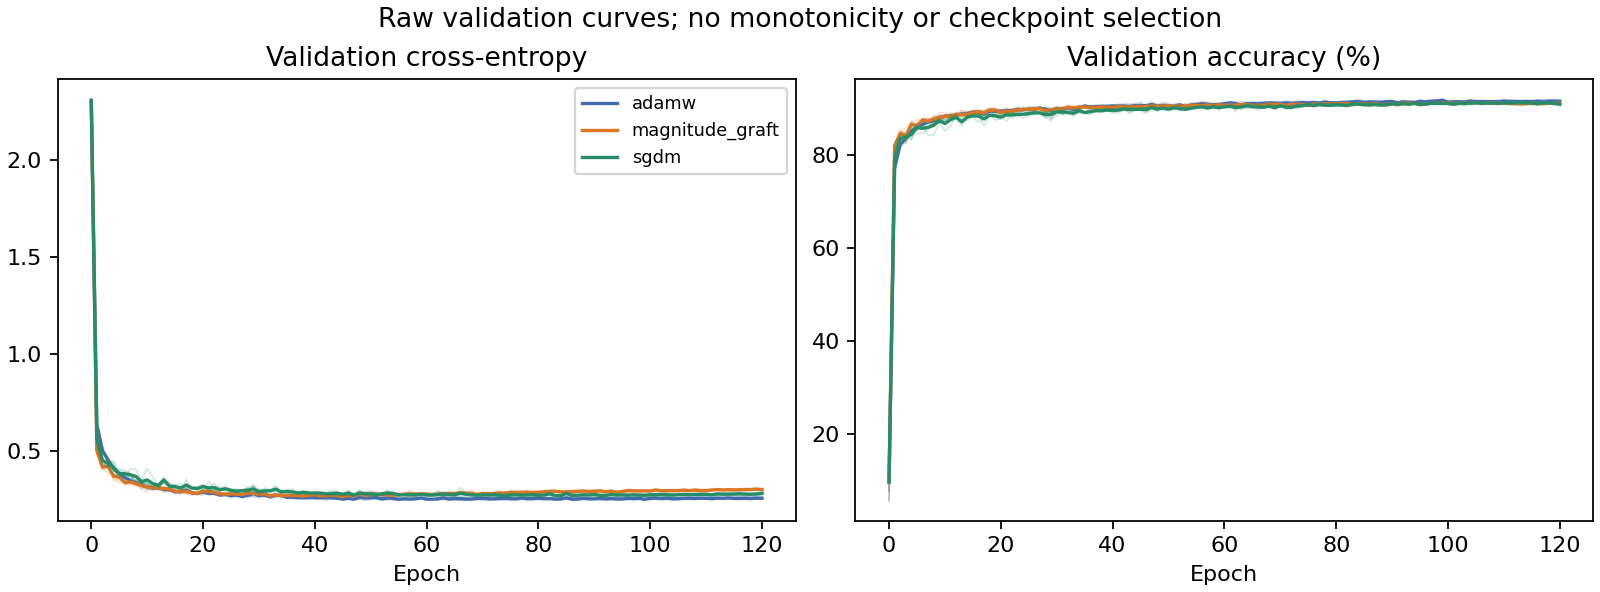 Raw validation curves; no monotonicity or checkpoint selection
Validation cross-entropy
adamw
magnitude_graft
sgdm
2.0
1.5
1.0
0.5
0 20 40 60 80 100 120
Epoch
Validation accuracy (%)
80
60
40
20
0 20 40 60 80 100 120
Epoch